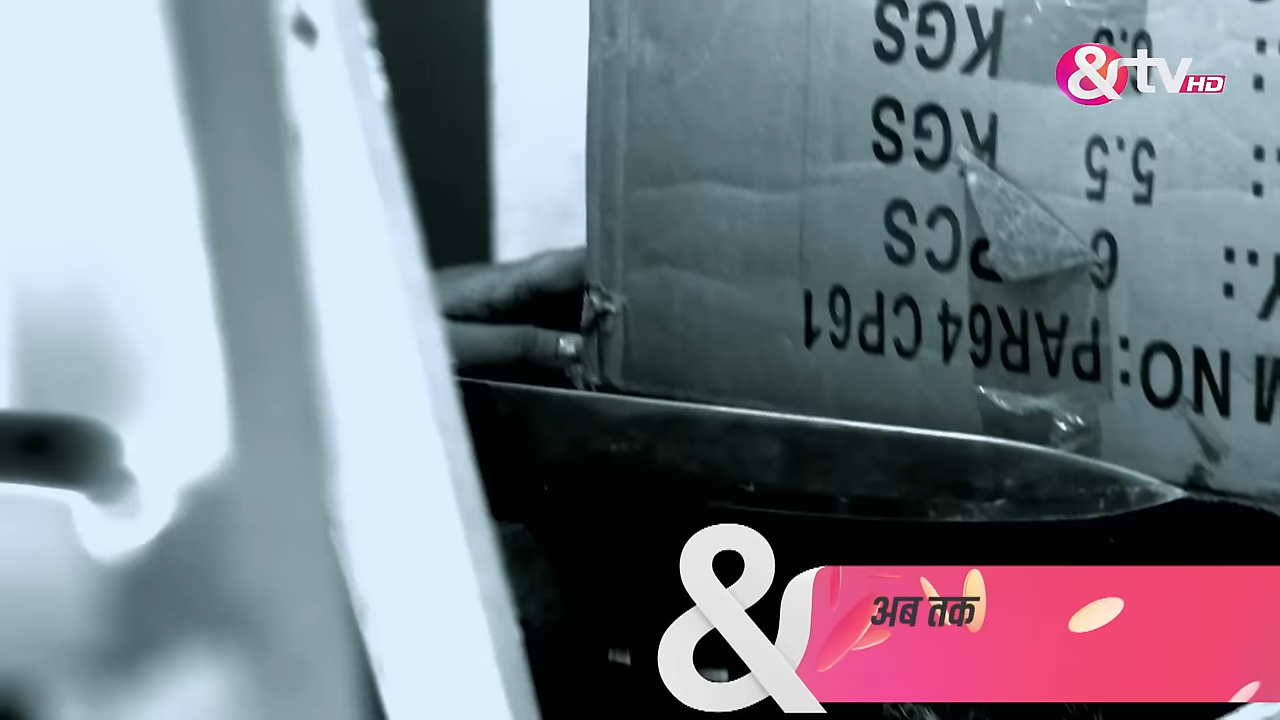 &tv HD
KGS
5.5 KGS
6 PCS
NO: PAR64 CP61
& अब तक